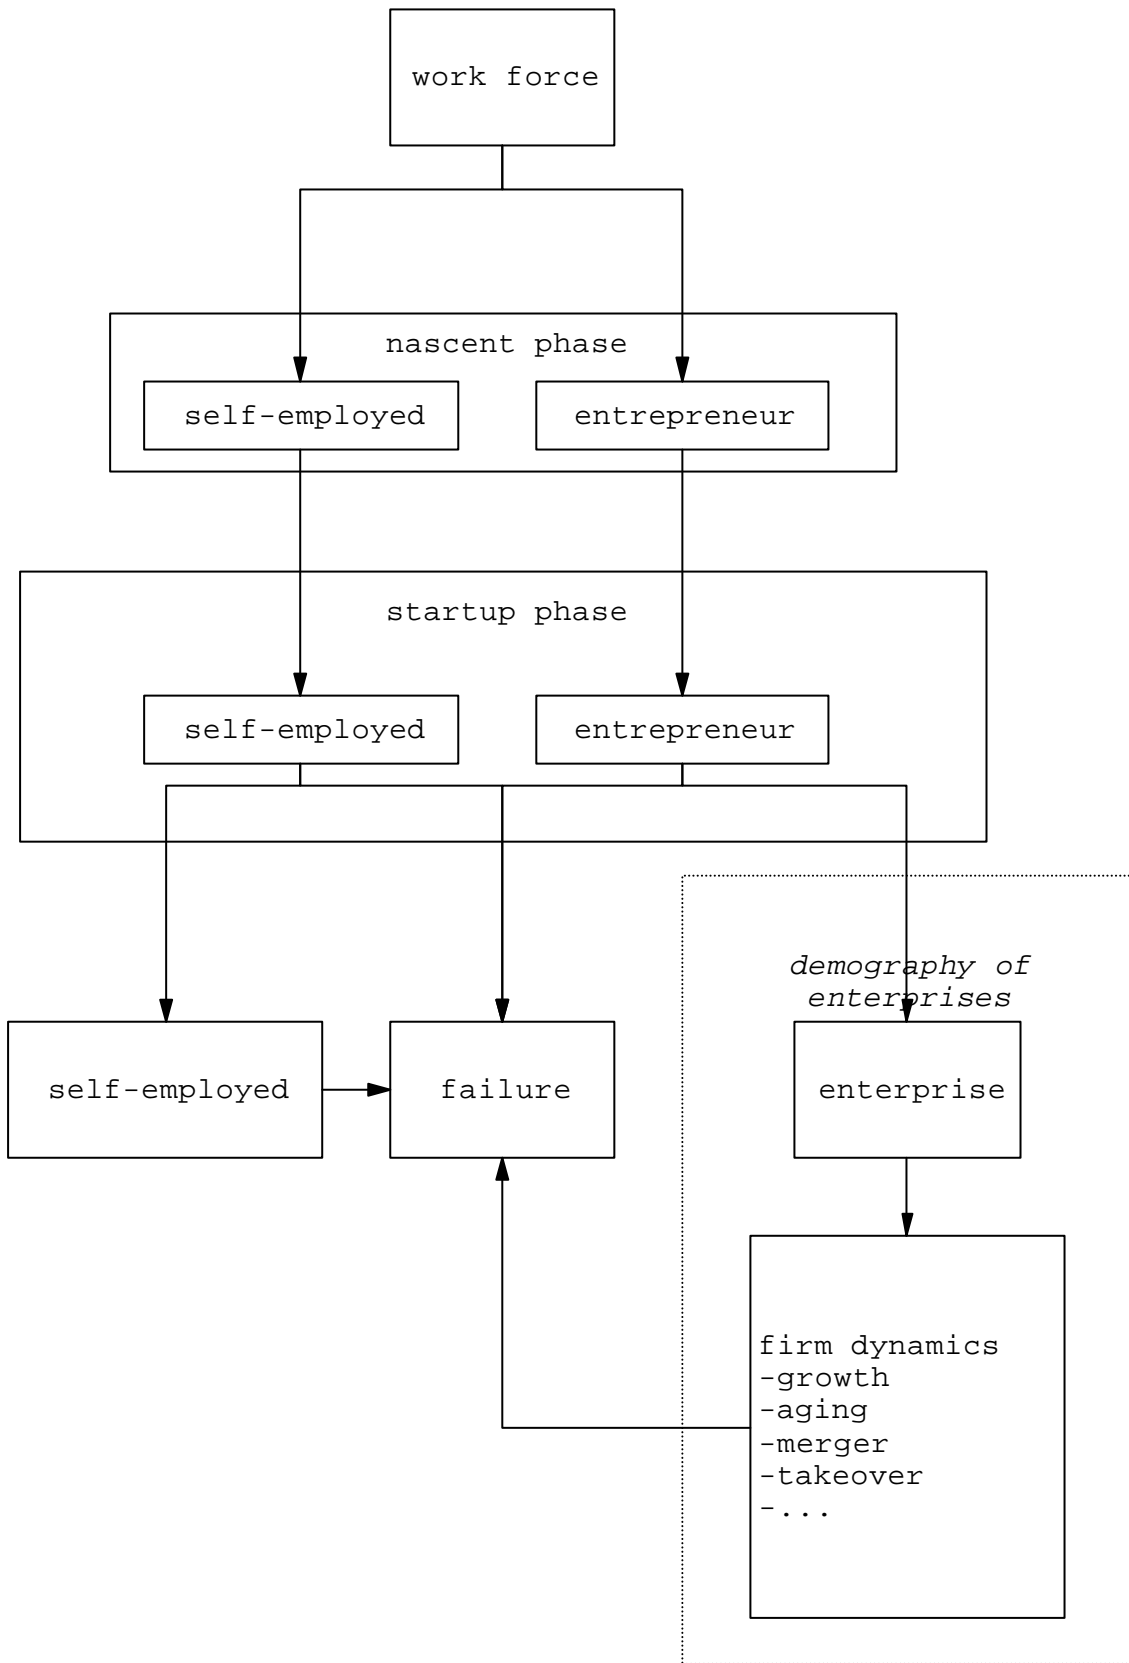 work force
nascent phase
self-employed
entrepreneur
startup phase
self-employed
entrepreneur
demography of
enterprises
self-employed
failure
enterprise
firm dynamics
-growth
-aging
-merger
-takeover
-...